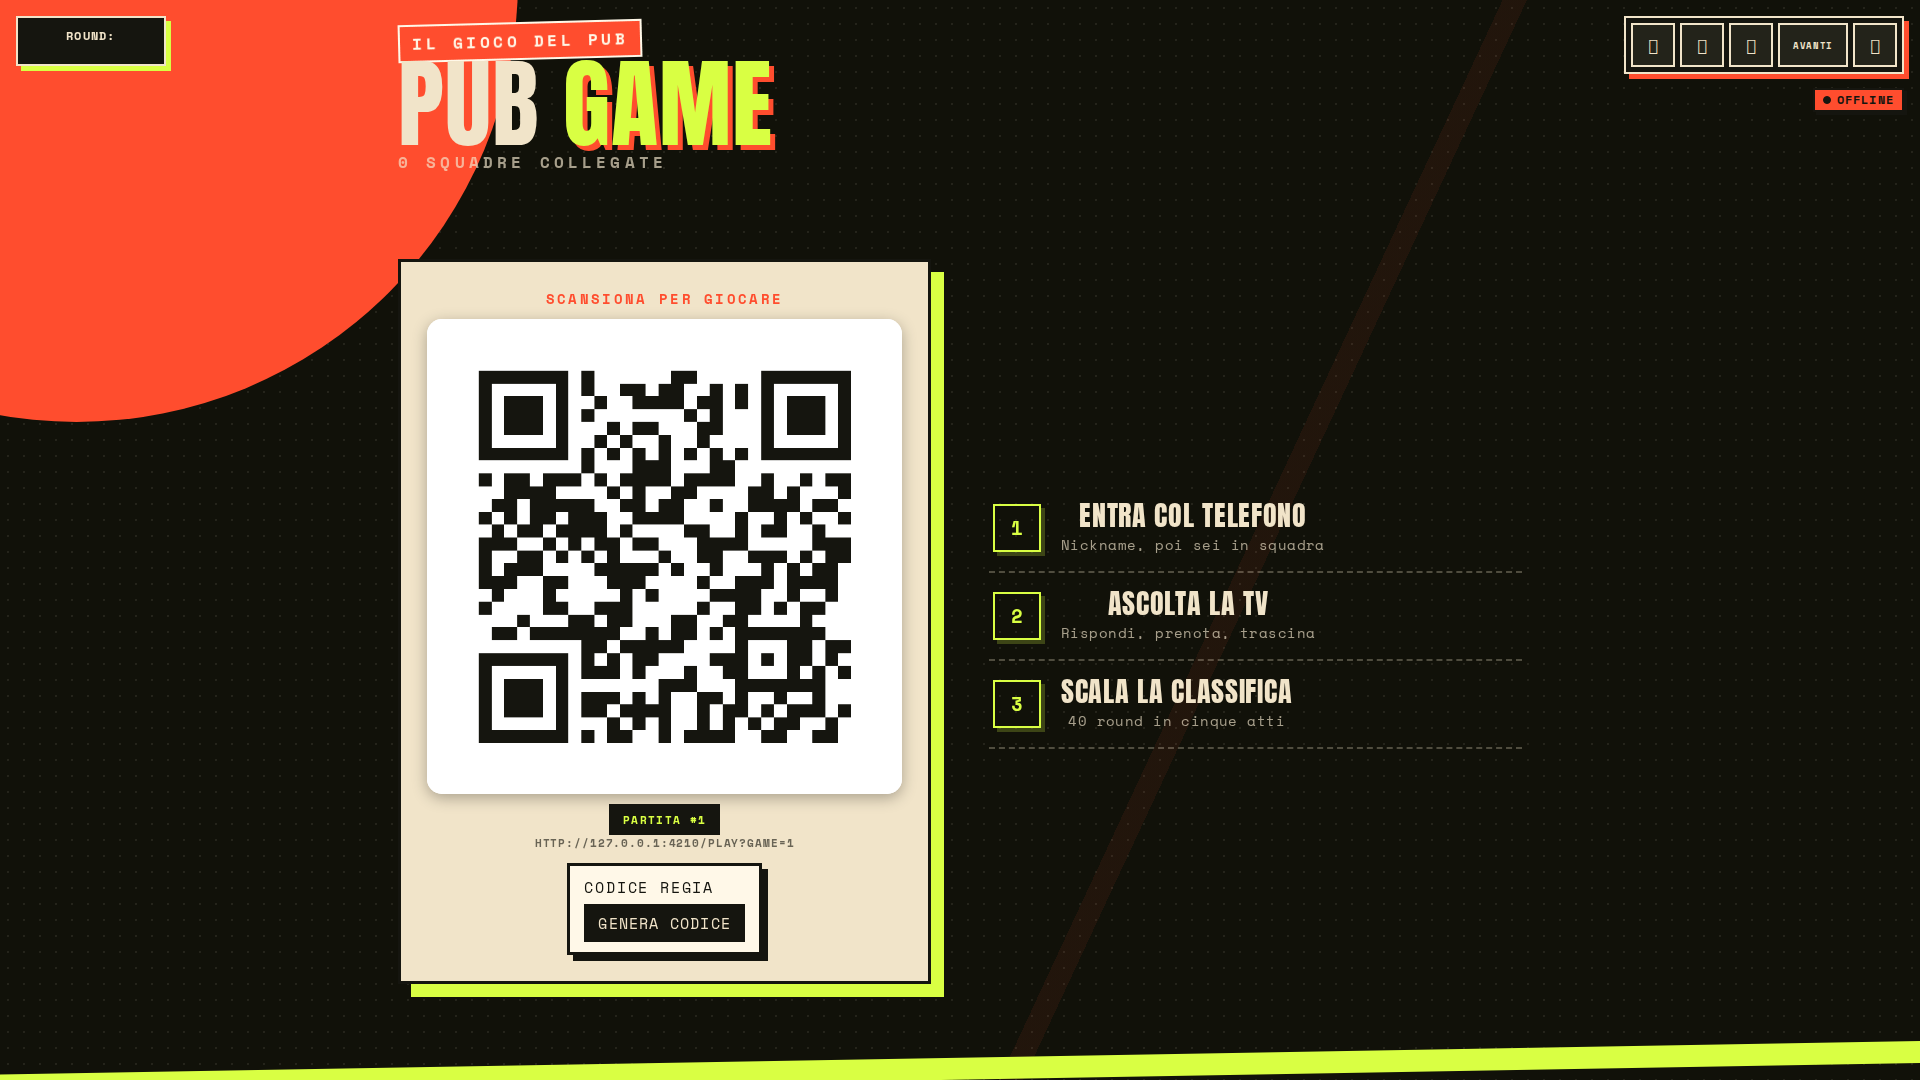 ROUND:
IL GIOCO DEL PUB
PUB GAME
0 SQUADRE COLLEGATE
AVANTI
OFFLINE
SCANSIONA PER GIOCARE
PARTITA #1
HTTP://127.0.0.1:4210/PLAY?GAME=1
CODICE REGIA
GENERA CODICE
1
ENTRA COL TELEFONO
Nickname, poi sei in squadra
2
ASCOLTA LA TV
Rispondi, prenota, trascina
3
SCALA LA CLASSIFICA
40 round in cinque atti